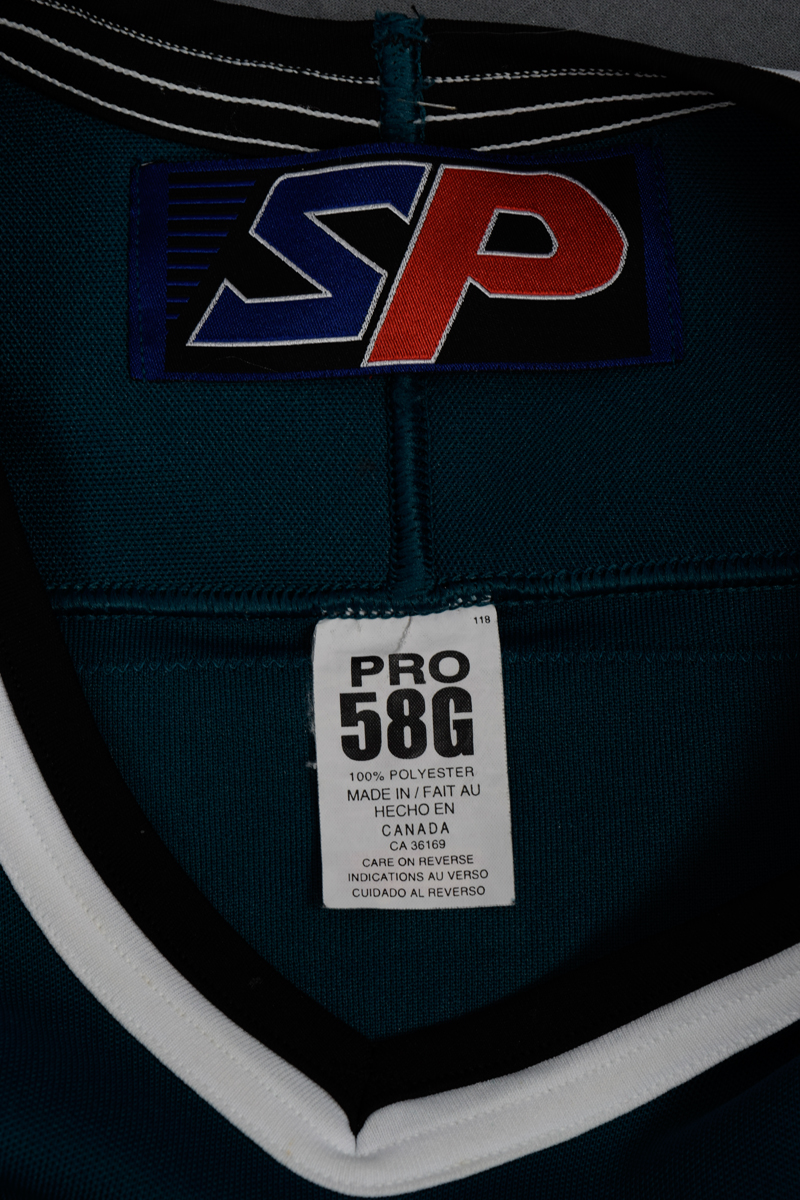 SP
118
PRO
58G
100% POLYESTER
MADE IN / FAIT AU
HECHO EN
CANADA
CA 36169
CARE ON REVERSE
INDICATIONS AU VERSO
CUIDADO AL REVERSO